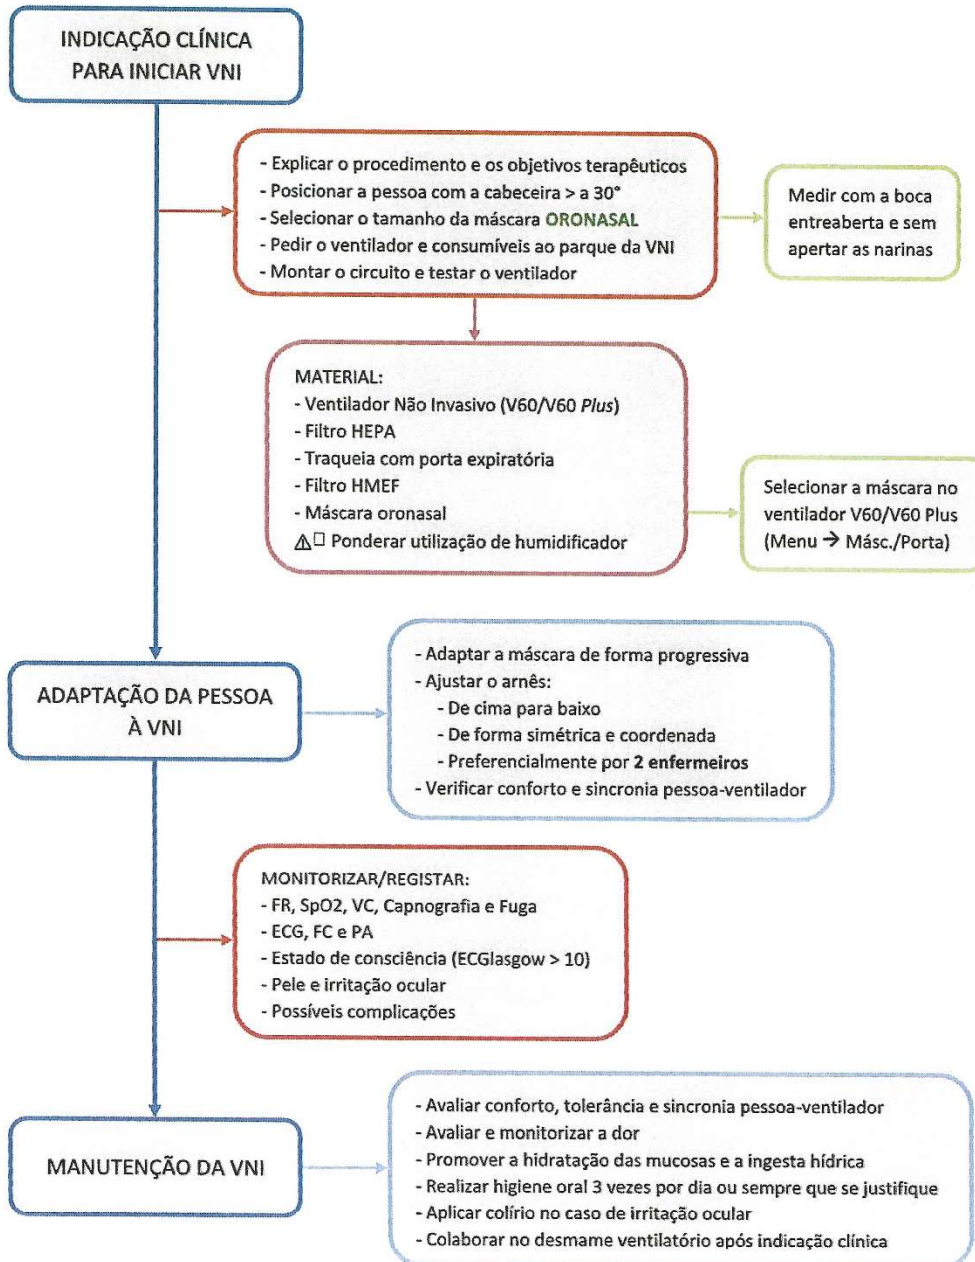 INDICAÇÃO CLÍNICA
PARA INICIAR VNI
- Explicar o procedimento e os objetivos terapêuticos
- Posicionar a pessoa com a cabeceira > a 30°
- Selecionar o tamanho da máscara ORONASAL
- Pedir o ventilador e consumíveis ao parque da VNI
- Montar o circuito e testar o ventilador
Medir com a boca
entreaberta e sem
apertar as narinas
MATERIAL:
- Ventilador Não Invasivo (V60/V60 Plus)
- Filtro HEPA
- Traqueia com porta expiratória
- Filtro HMEF
- Máscara oronasal
⚠□ Ponderar utilização de humidificador
Selecionar a máscara no
ventilador V60/V60 Plus
(Menu → Másc./Porta)
ADAPTAÇÃO DA PESSOA
À VNI
- Adaptar a máscara de forma progressiva
- Ajustar o arnês:
- De cima para baixo
- De forma simétrica e coordenada
- Preferencialmente por 2 enfermeiros
- Verificar conforto e sincronia pessoa-ventilador
MONITORIZAR/REGISTAR:
- FR, SpO2, VC, Capnografia e Fuga
- ECG, FC e PA
- Estado de consciência (ECGlasgow > 10)
- Pele e irritação ocular
- Possíveis complicações
MANUTENÇÃO DA VNI
- Avaliar conforto, tolerância e sincronia pessoa-ventilador
- Avaliar e monitorizar a dor
- Promover a hidratação das mucosas e a ingesta hídrica
- Realizar higiene oral 3 vezes por dia ou sempre que se justifique
- Aplicar colírio no caso de irritação ocular
- Colaborar no desmame ventilatório após indicação clínica